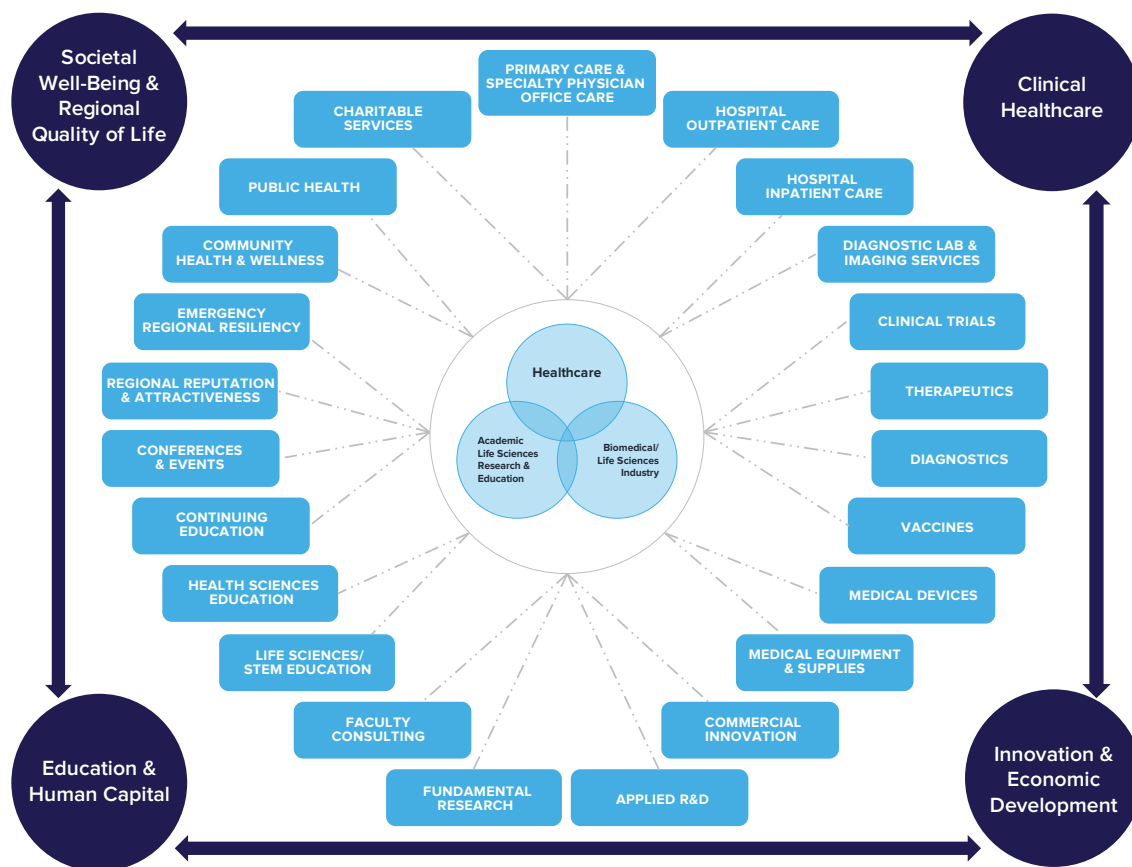 Societal
Well-Being &
Regional
Quality of Life
Clinical
Healthcare
PRIMARY CARE &
SPECIALTY PHYSICIAN
OFFICE CARE
CHARITABLE
SERVICES
HOSPITAL
OUTPATIENT CARE
PUBLIC HEALTH
HOSPITAL
INPATIENT CARE
COMMUNITY
HEALTH & WELLNESS
DIAGNOSTIC LAB &
IMAGING SERVICES
EMERGENCY
REGIONAL RESILIENCY
CLINICAL TRIALS
REGIONAL REPUTATION
& ATTRACTIVENESS
THERAPEUTICS
CONFERENCES
& EVENTS
DIAGNOSTICS
CONTINUING
EDUCATION
VACCINES
HEALTH SCIENCES
EDUCATION
MEDICAL DEVICES
LIFE SCIENCES/
STEM EDUCATION
MEDICAL EQUIPMENT
& SUPPLIES
FACULTY
CONSULTING
COMMERCIAL
INNOVATION
FUNDAMENTAL
RESEARCH
APPLIED R&D
Healthcare
Academic
Life Sciences
Research &
Education
Biomedical/
Life Sciences
Industry
Education &
Human Capital
Innovation &
Economic
Development